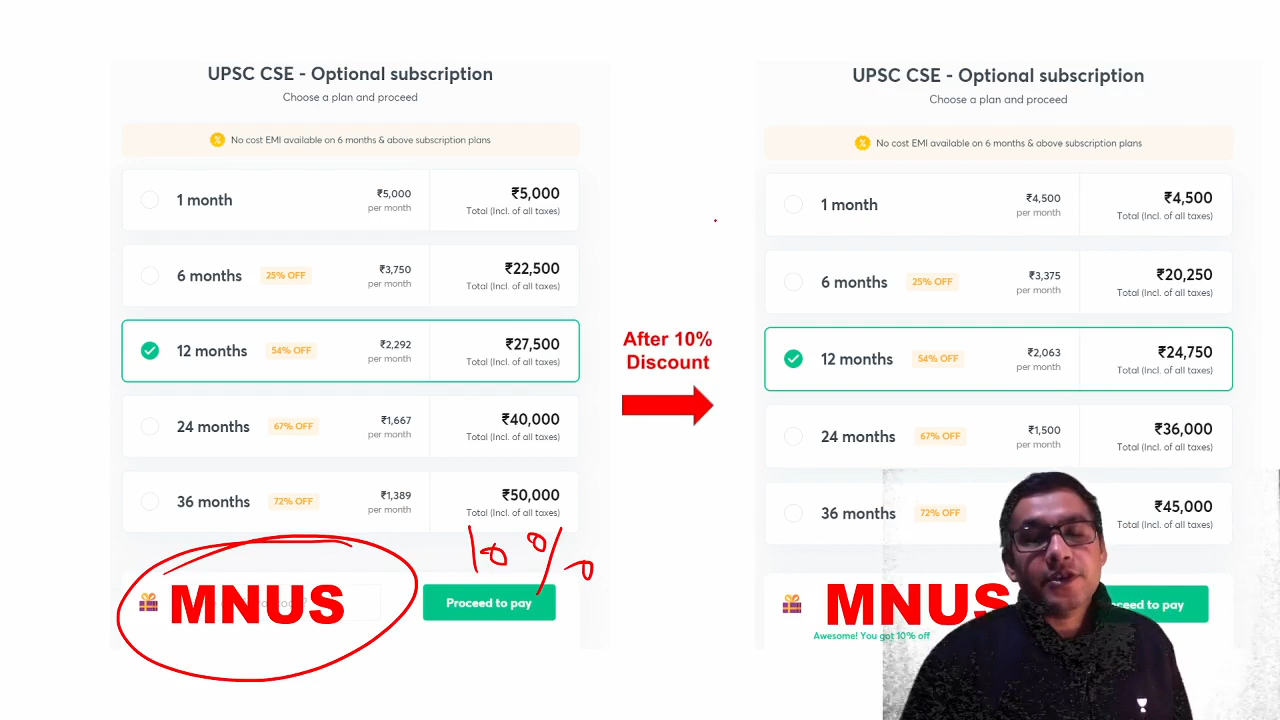 UPSC CSE - Optional subscription
Choose a plan and proceed
No cost EMI available on 6 months & above subscription plans
1 month
₹5,000
per month
₹5,000
Total (Incl. of all taxes)
6 months
25% OFF
₹3,750
per month
₹22,500
Total (Incl. of all taxes)
12 months
54% OFF
₹2,292
per month
₹27,500
Total (Incl. of all taxes)
24 months
67% OFF
₹1,667
per month
₹40,000
Total (Incl. of all taxes)
36 months
72% OFF
₹1,389
per month
₹50,000
Total (Incl. of all taxes)
10%
MNUS
Proceed to pay
After 10%
Discount
UPSC CSE - Optional subscription
Choose a plan and proceed
No cost EMI available on 6 months & above subscription plans
1 month
₹4,500
per month
₹4,500
Total (Incl. of all taxes)
6 months
25% OFF
₹3,375
per month
₹20,250
Total (Incl. of all taxes)
12 months
54% OFF
₹2,063
per month
₹24,750
Total (Incl. of all taxes)
24 months
67% OFF
₹1,500
per month
₹36,000
Total (Incl. of all taxes)
36 months
72% OFF
₹45,000
Total (Incl. of all taxes)
MNUS
to pay
Awesome! You got 10% off